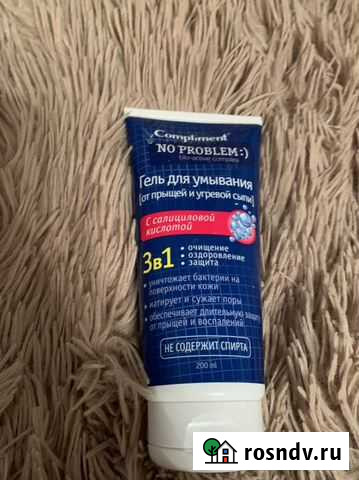 Compliment
NO PROBLEM:)
bio-active complex
Гель для умывания
[от прыщей и угревой сыпи]
С салициловой
кислотой
3в1
• очищение
• оздоровление
• защита
• уничтожает бактерии на
поверхности кожи
• матирует и сужает поры
• обеспечивает длительную защиту
от прыщей и воспалений
НЕ СОДЕРЖИТ СПИРТА
200 ml
rosndv.ru